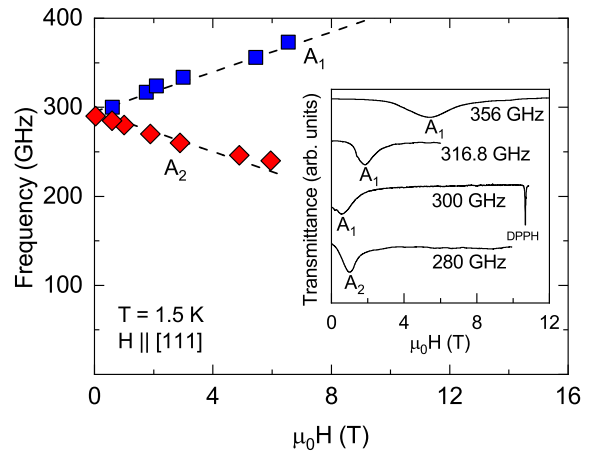 400
300
200
100
0
4
8
12
16
Frequency (GHz)
μ₀H (T)
A₁
A₂
T = 1.5 K
H || [111]
Transmittance (arb. units)
356 GHz
A₁
316.8 GHz
A₁
300 GHz
A₁
DPPH
280 GHz
A₂
0
4
8
12
μ₀H (T)